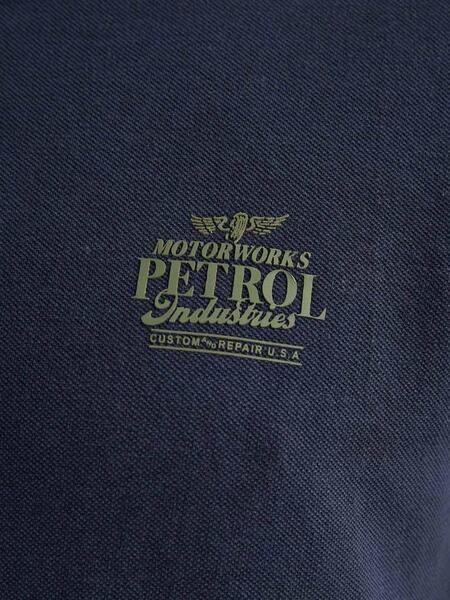 MOTORWORKS
PETROL
Industries
CUSTOM AND REPAIR U.S.A